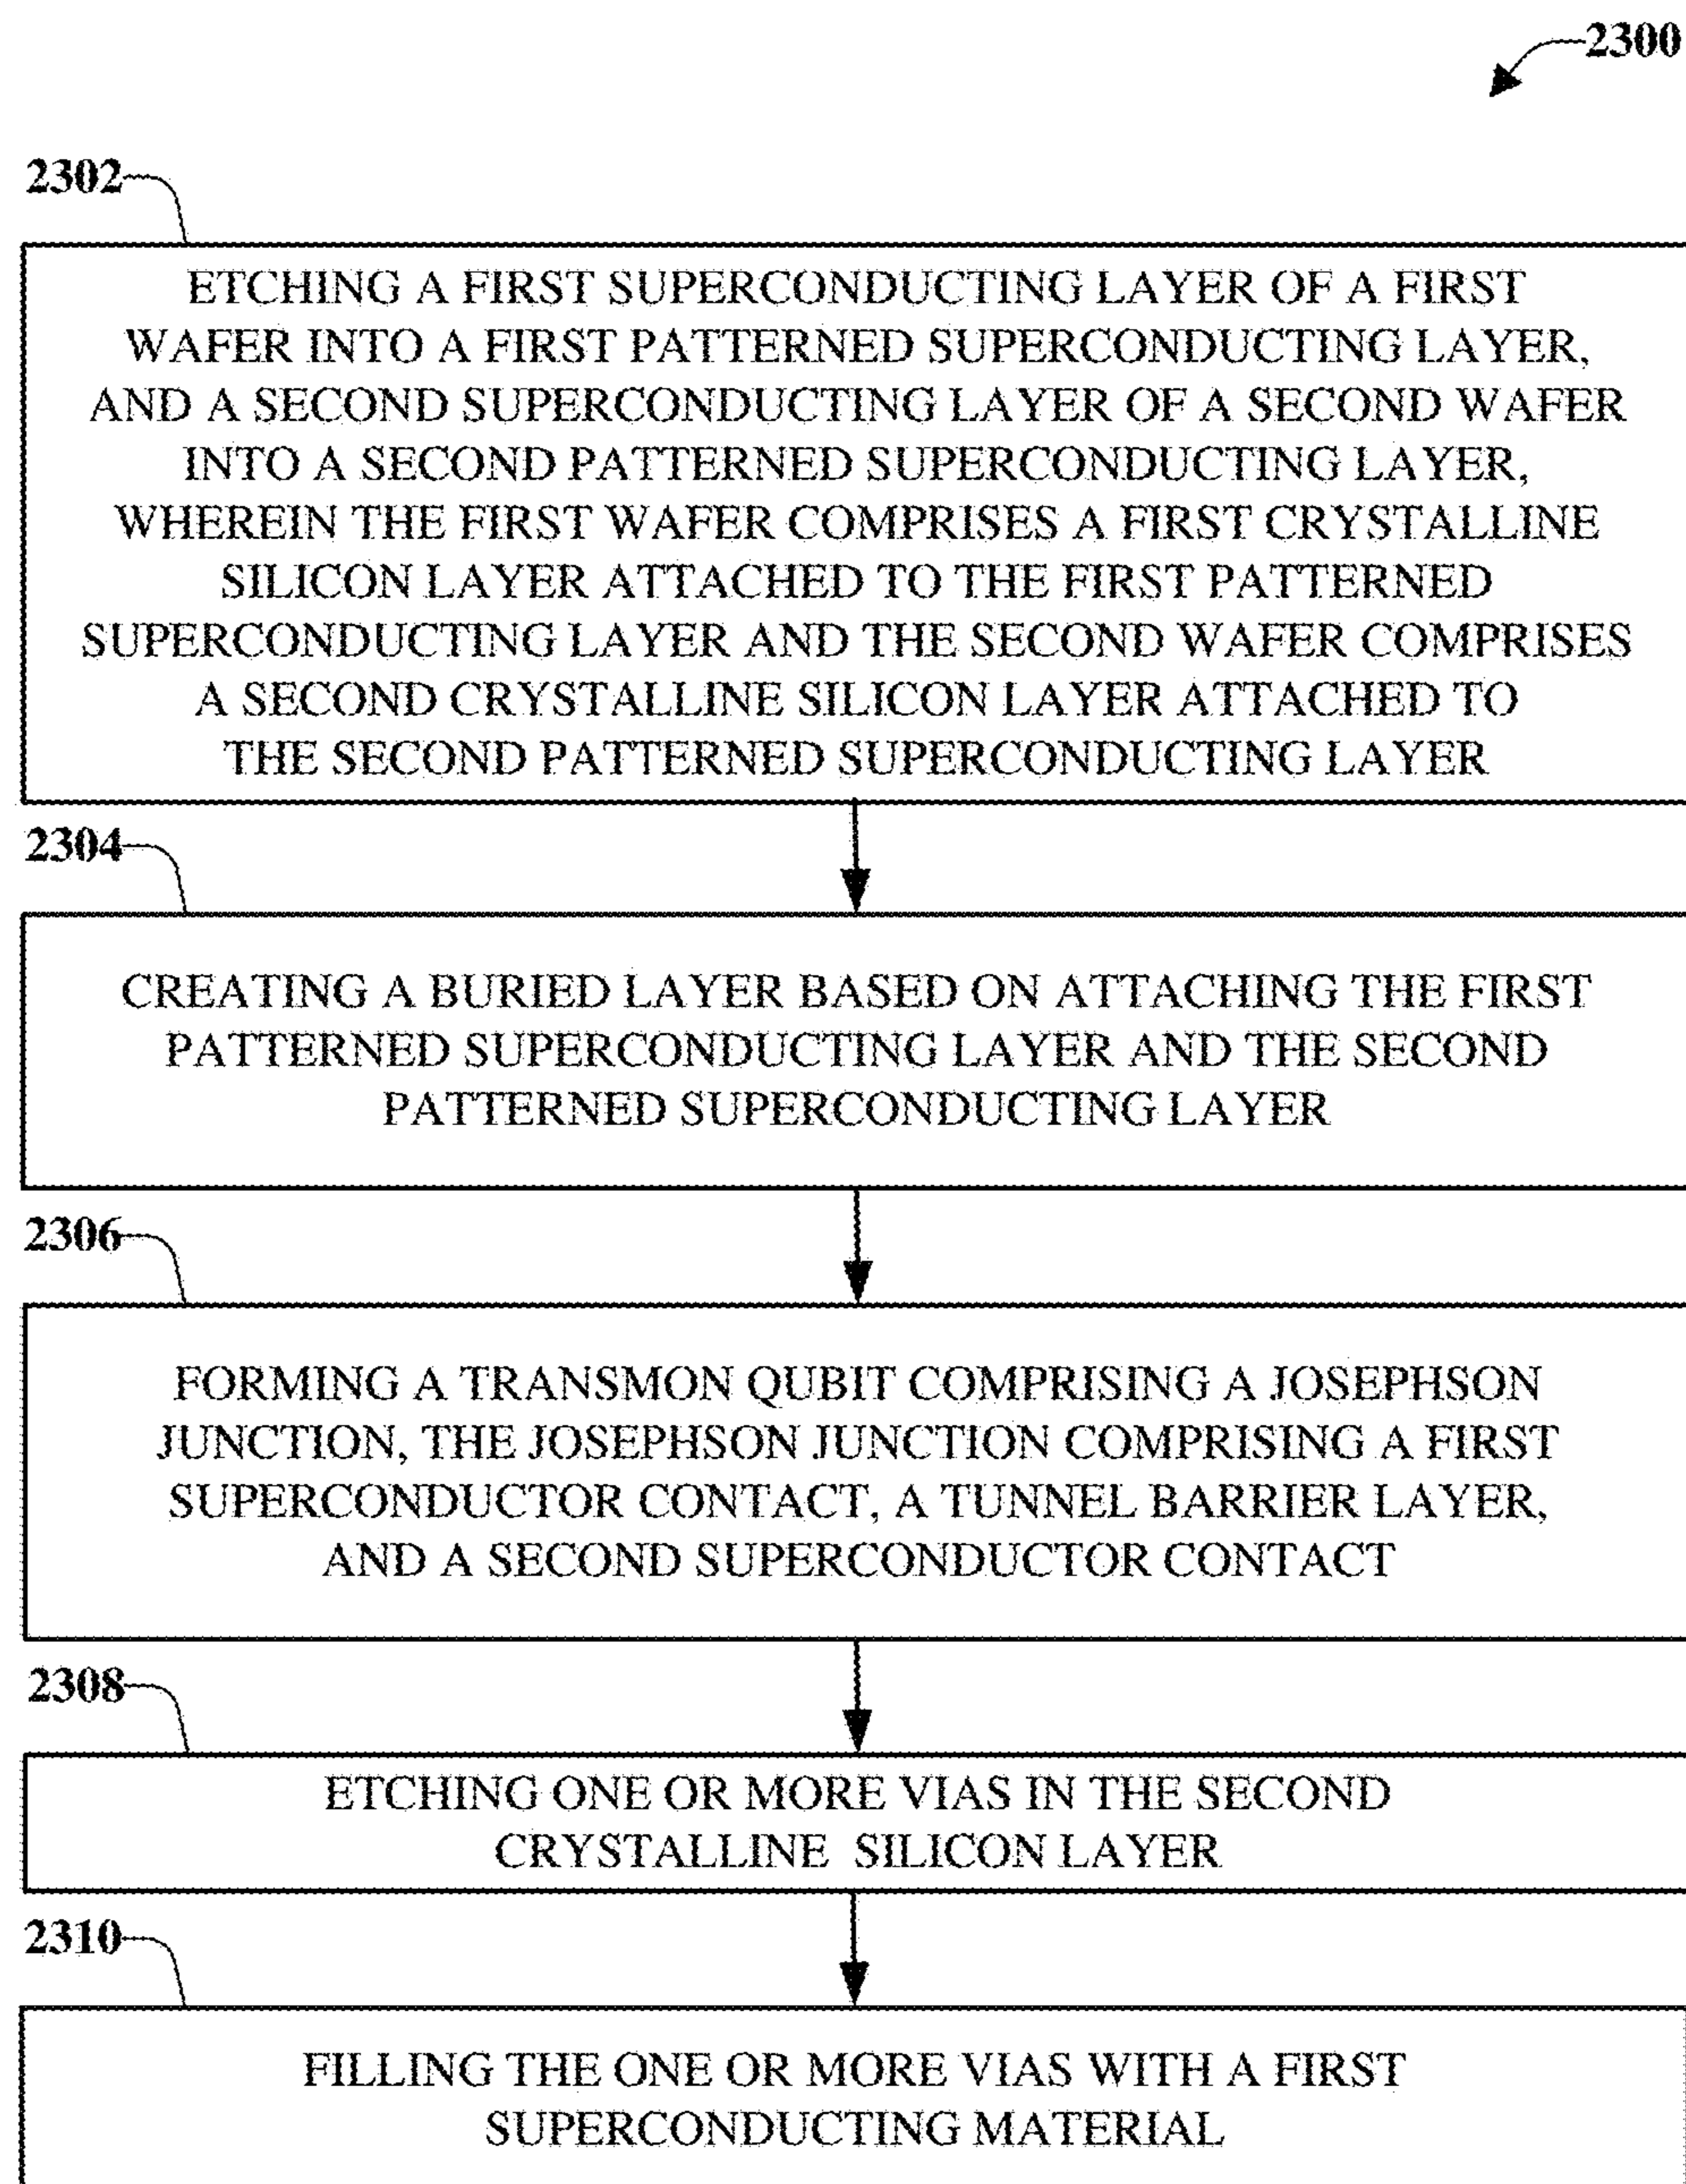 2300
2302
ETCHING A FIRST SUPERCONDUCTING LAYER OF A FIRST
WAFER INTO A FIRST PATTERNED SUPERCONDUCTING LAYER,
AND A SECOND SUPERCONDUCTING LAYER OF A SECOND WAFER
INTO A SECOND PATTERNED SUPERCONDUCTING LAYER,
WHEREIN THE FIRST WAFER COMPRISES A FIRST CRYSTALLINE
SILICON LAYER ATTACHED TO THE FIRST PATTERNED
SUPERCONDUCTING LAYER AND THE SECOND WAFER COMPRISES
A SECOND CRYSTALLINE SILICON LAYER ATTACHED TO
THE SECOND PATTERNED SUPERCONDUCTING LAYER
2304
CREATING A BURIED LAYER BASED ON ATTACHING THE FIRST
PATTERNED SUPERCONDUCTING LAYER AND THE SECOND
PATTERNED SUPERCONDUCTING LAYER
2306
FORMING A TRANSMON QUBIT COMPRISING A JOSEPHSON
JUNCTION, THE JOSEPHSON JUNCTION COMPRISING A FIRST
SUPERCONDUCTOR CONTACT, A TUNNEL BARRIER LAYER,
AND A SECOND SUPERCONDUCTOR CONTACT
2308
ETCHING ONE OR MORE VIAS IN THE SECOND
CRYSTALLINE SILICON LAYER
2310
FILLING THE ONE OR MORE VIAS WITH A FIRST
SUPERCONDUCTING MATERIAL